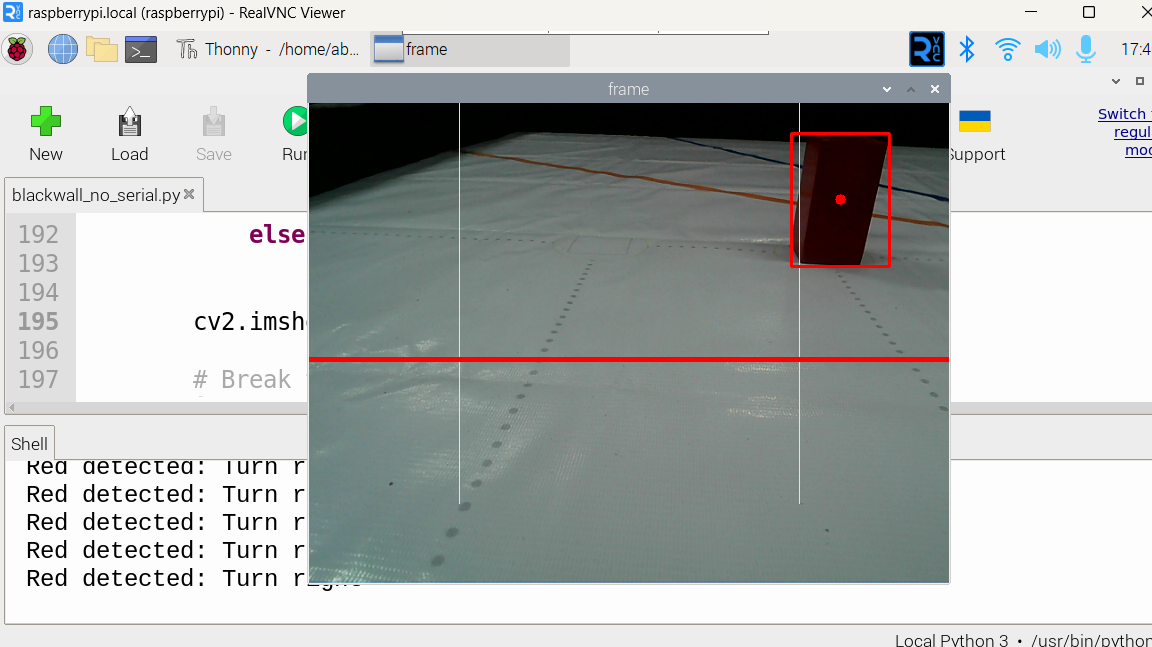 raspberrypi.local (raspberrypi) - RealVNC Viewer
Thonny - /home/ab...
frame
17:4
frame
New
Load
Save
Support
Switch
regul
mod
blackwall_no_serial.py
192
else
193
194
195
cv2.imsh
196
197
# Break
Shell
Red detected: Turn r
Red detected: Turn r
Red detected: Turn r
Red detected: Turn r
Red detected: Turn right
Local Python 3 • /usr/bin/python